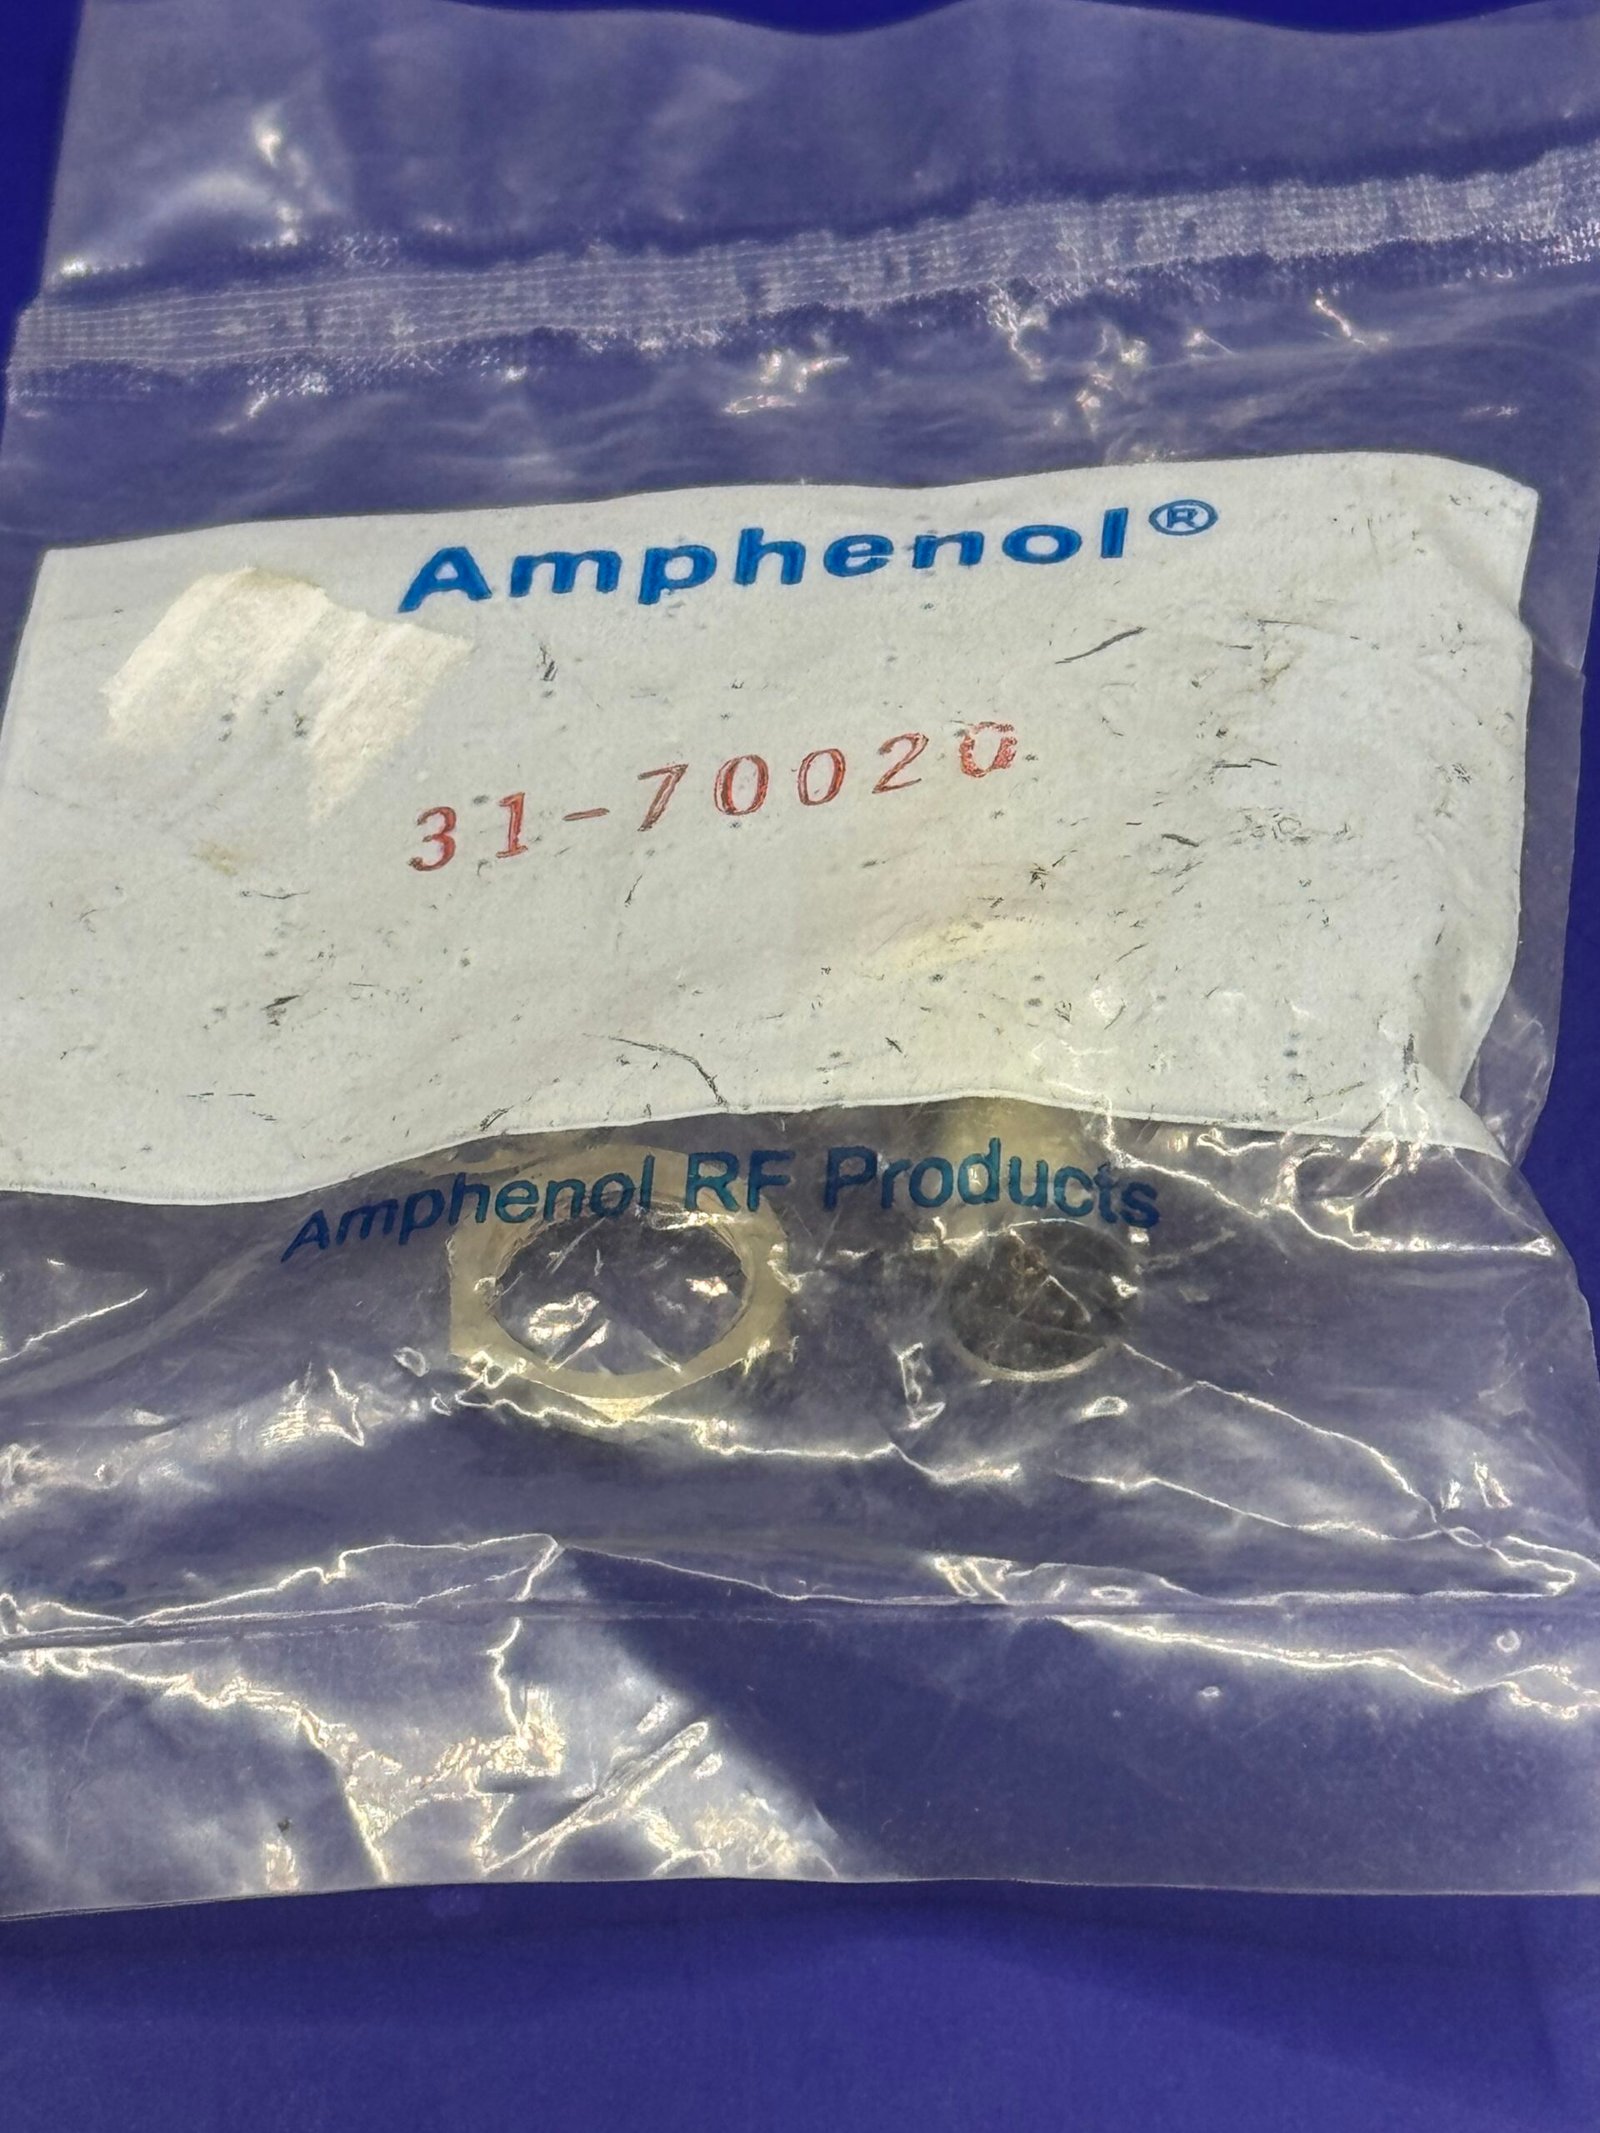 Amphenol®
31-70020
Amphenol RF Products